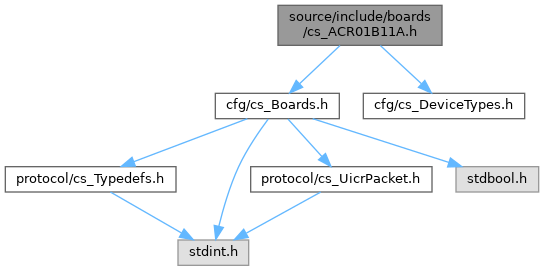 source/include/boards
/cs_ACR01B11A.h
cfg/cs_Boards.h
cfg/cs_DeviceTypes.h
protocol/cs_Typedefs.h
protocol/cs_UicrPacket.h
stdbool.h
stdint.h